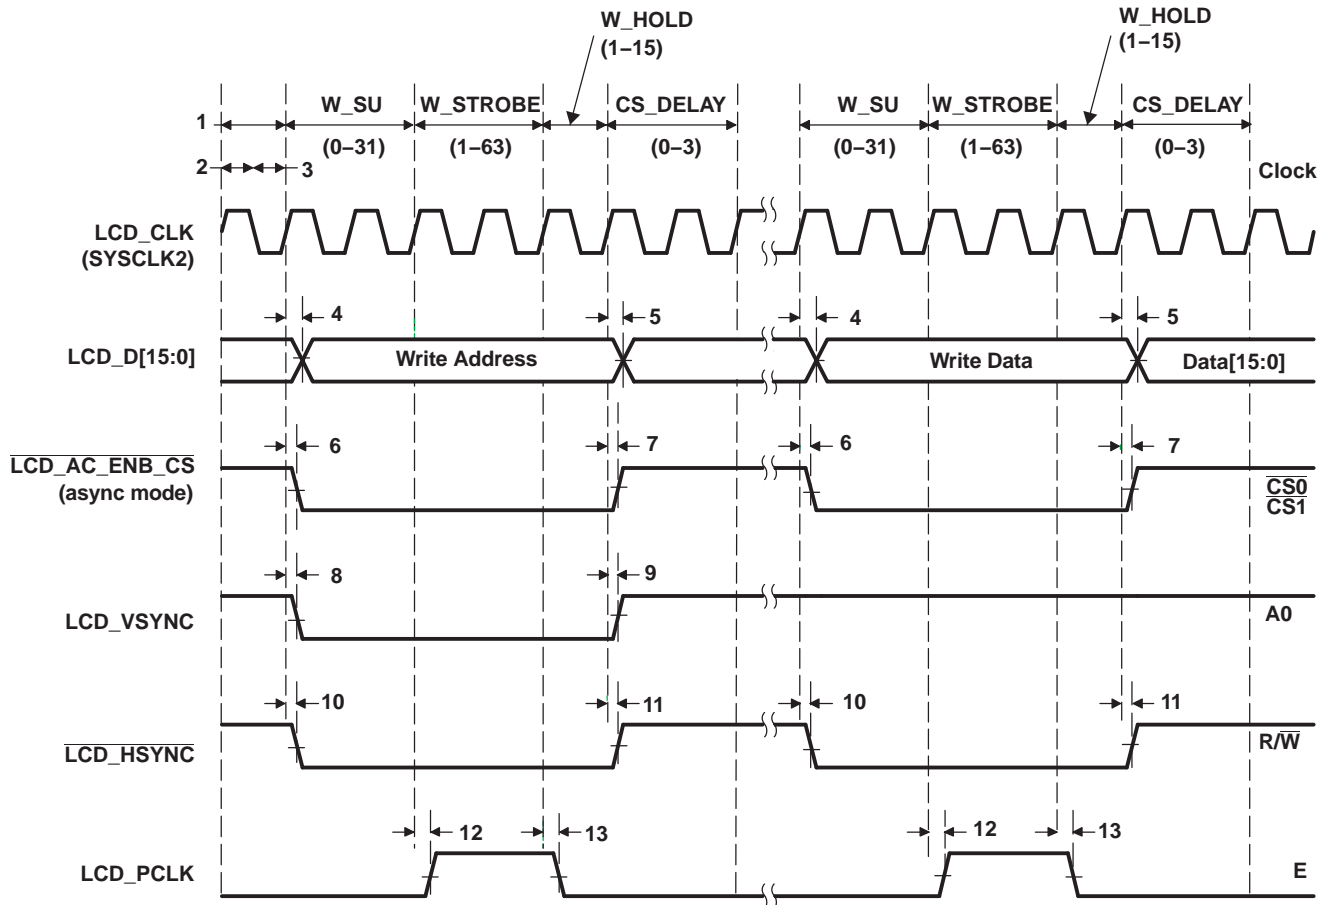 W_HOLD
(1–15)
W_HOLD
(1–15)
W_SU W_STROBE CS_DELAY W_SU W_STROBE CS_DELAY
1
(0–31) (1–63) (0–3) (0–31) (1–63) (0–3)
2 3
Clock
LCD_CLK
(SYSCLK2)
4 5 4 5
LCD_D[15:0] Write Address Write Data Data[15:0]
6 7 6 7
LCD_AC_ENB_CS
(async mode)
CS0
CS1
8 9
LCD_VSYNC A0
10 11 10 11
LCD_HSYNC R/W
12 13 12 13
LCD_PCLK E